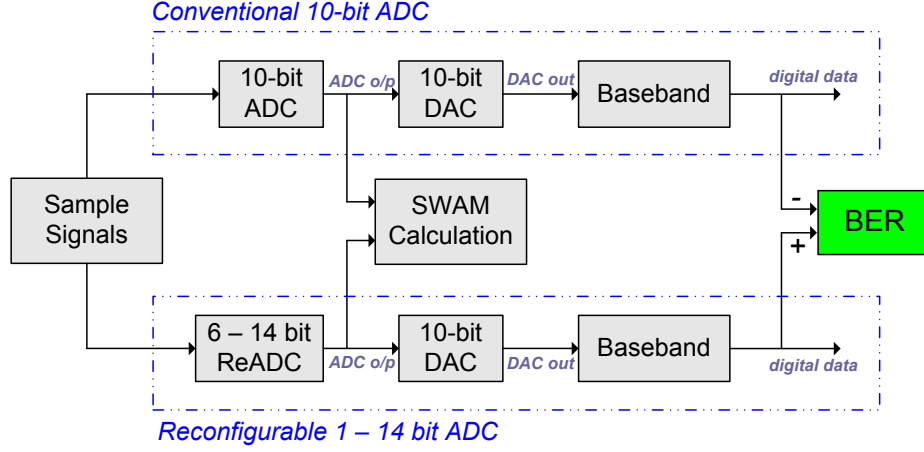 Conventional 10-bit ADC
10-bit
ADC
ADC o/p
10-bit
DAC
DAC out
Baseband
digital data
Sample
Signals
SWAM
Calculation
-
+
BER
6 – 14 bit
ReADC
ADC o/p
10-bit
DAC
DAC out
Baseband
digital data
Reconfigurable 1 – 14 bit ADC